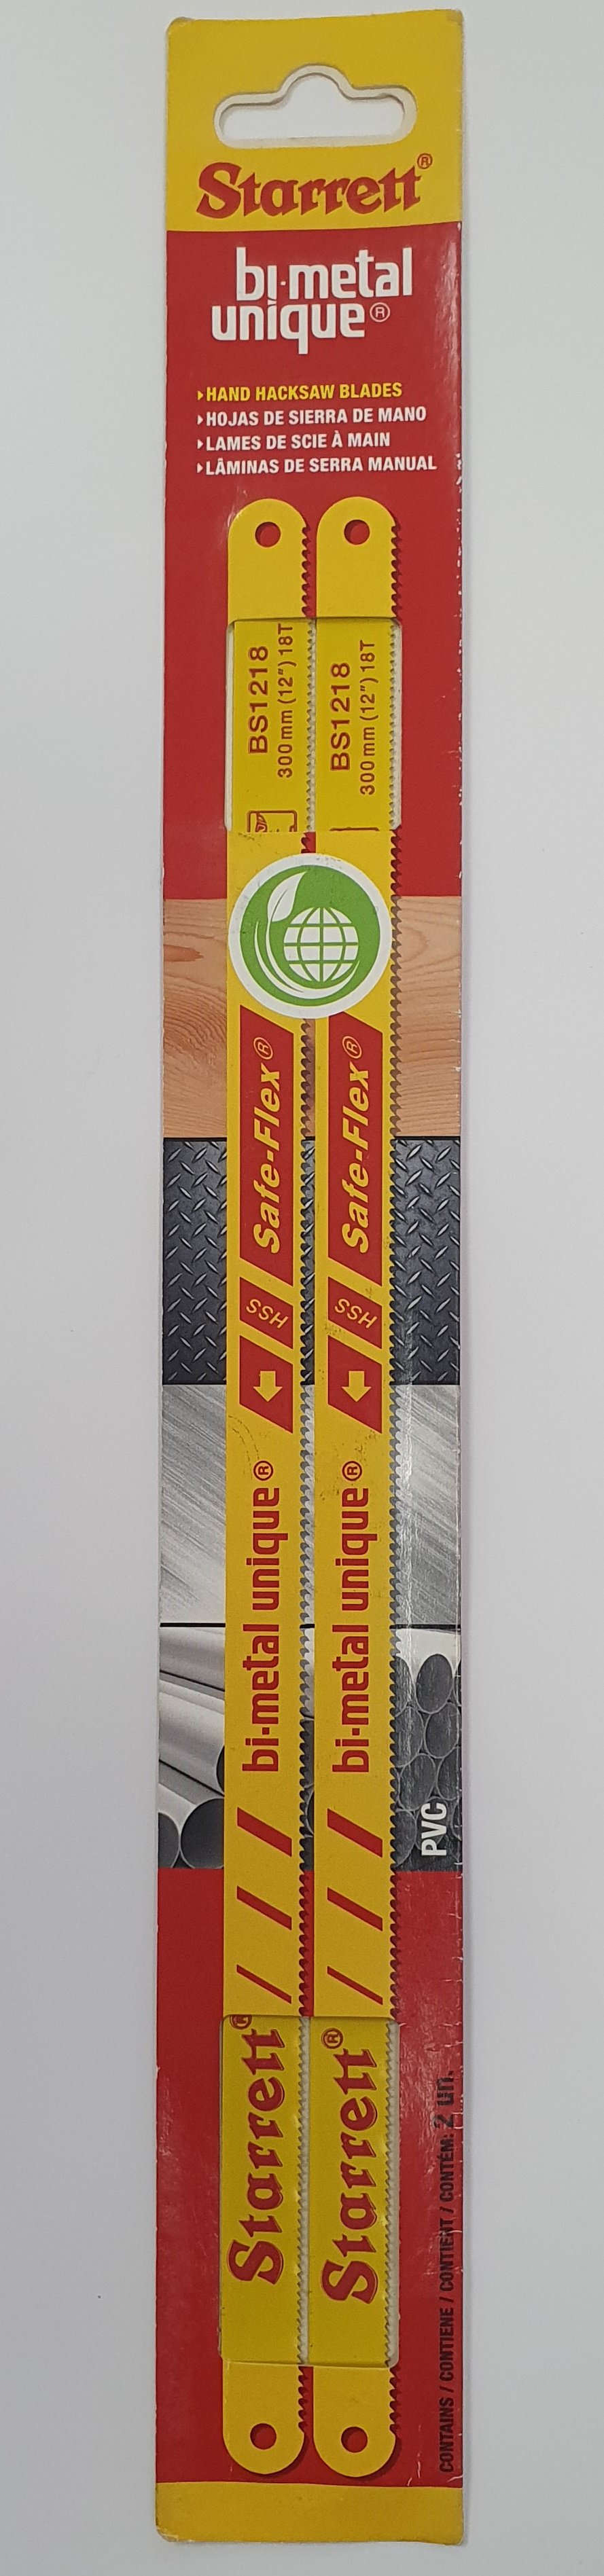 Starrett®
bi·metal
unique®
HAND HACKSAW BLADES
HOJAS DE SIERRA DE MANO
LAMES DE SCIE À MAIN
LÂMINAS DE SERRA MANUAL
BS1218
300 mm (12") 18T
BS1218
300 mm (12") 18T
Safe-Flex®
HSS
Safe-Flex®
HSS
bi·metal unique®
bi·metal unique®
PVC
Starrett®
Starrett®
CONTAINS / CONTIENE / CONTIENT / CONTÉM: 2 un.